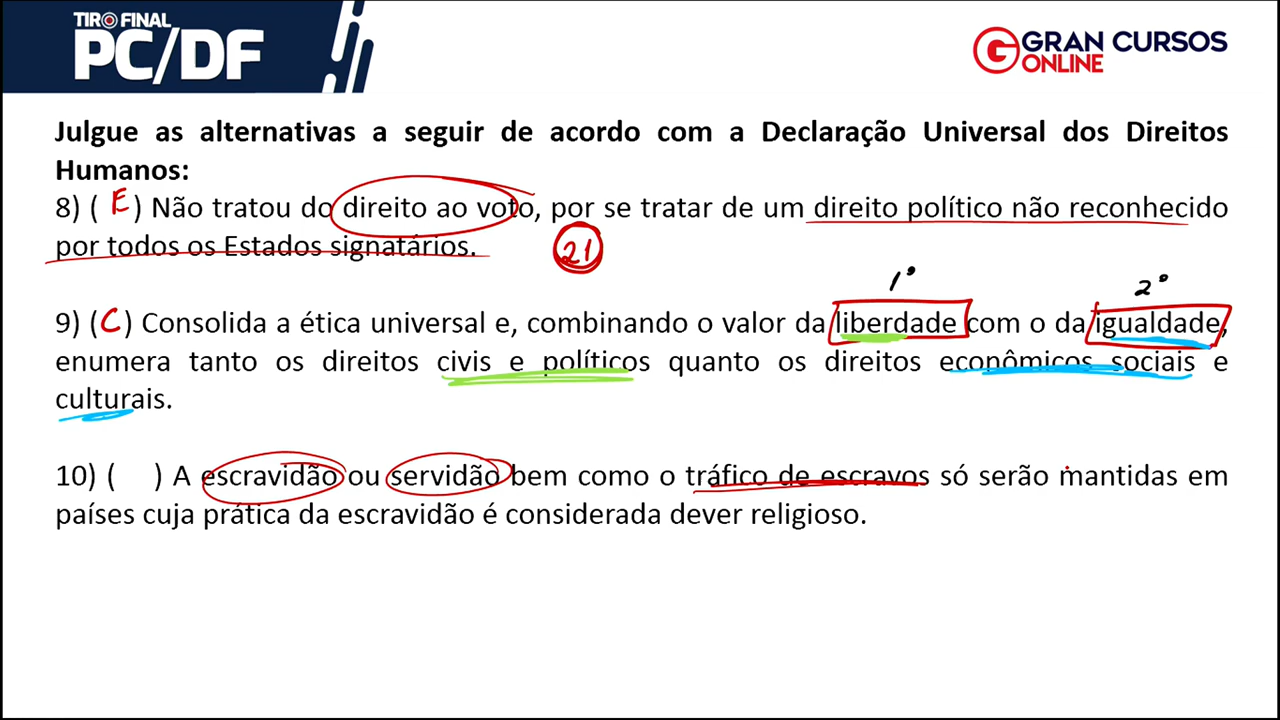 TIRO FINAL
PC/DF
GRAN CURSOS
ONLINE
Julgue as alternativas a seguir de acordo com a Declaração Universal dos Direitos
Humanos:
8) ( E ) Não tratou do direito ao voto, por se tratar de um direito político não reconhecido
por todos os Estados signatários.
21
1º
2º
9) (C) Consolida a ética universal e, combinando o valor da liberdade com o da igualdade,
enumera tanto os direitos civis e políticos quanto os direitos econômicos sociais e
culturais.
10) ( ) A escravidão ou servidão bem como o tráfico de escravos só serão mantidas em
países cuja prática da escravidão é considerada dever religioso.